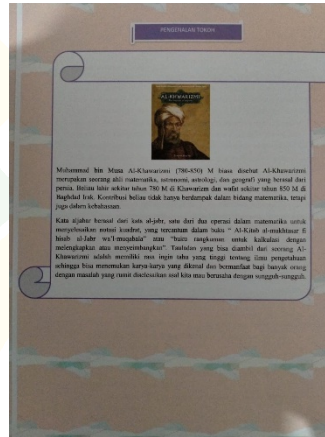 PENGENALAN TOKOH
AL-KHWARIZMI
Muhammad bin Musa Al-Khawarizmi (780-850) M biasa disebut Al-Khawarizmi
merupakan seorang ahli matematika, astronomi, astrologi, dan geografi yang berasal dari
persia. Beliau lahir sekitar tahun 780 M di Khawarizm dan wafat sekitar tahun 850 M di
Baghdad Irak. Kontribusi beliau tidak hanya berdampak dalam bidang matematika, tetapi
juga dalam kebahasaan.
Kata aljabar berasal dari kata al-jabr, satu dari dua operasi dalam matematika untuk
menyelesaikan notasi kuadrat, yang tercantum dalam buku “ Al-Kitab al-mukhtasar fi
hisab al-Jabr wa'l-muqabala” atau “buku rangkuman untuk kalkulasi dengan
melengkapkan atau menyeimbangkan”. Tauladan yang bisa diambil dari seorang Al-
Khawarizmi adalah memiliki rasa ingin tahu yang tinggi tentang ilmu pengetahuan
sehingga bisa menemukan karya-karya yang dikenal dan bermanfaat bagi banyak orang
dengan masalah yang rumit diselesaikan asal kita mau berusaha dengan sungguh-sungguh.